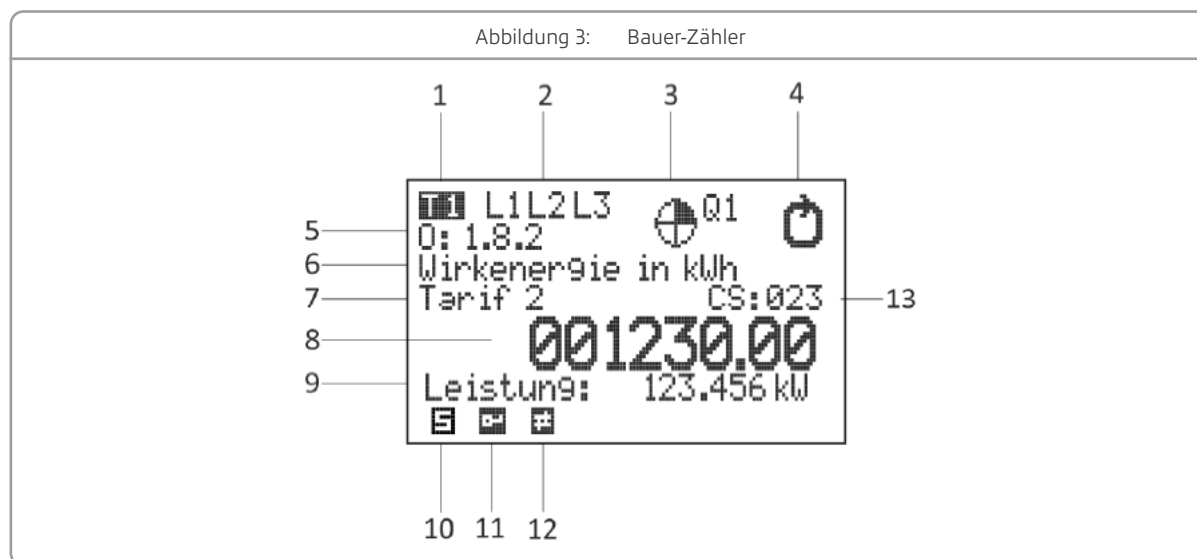 Abbildung 3: Bauer-Zähler
1 2 3 4
T1 L1L2L3 Q1
5 O: 1.8.2
6 Wirkenergie in kWh
7 Tarif 2 CS:023 13
8 001230.00
9 Leistung: 123.456 kW
S
10 11 12